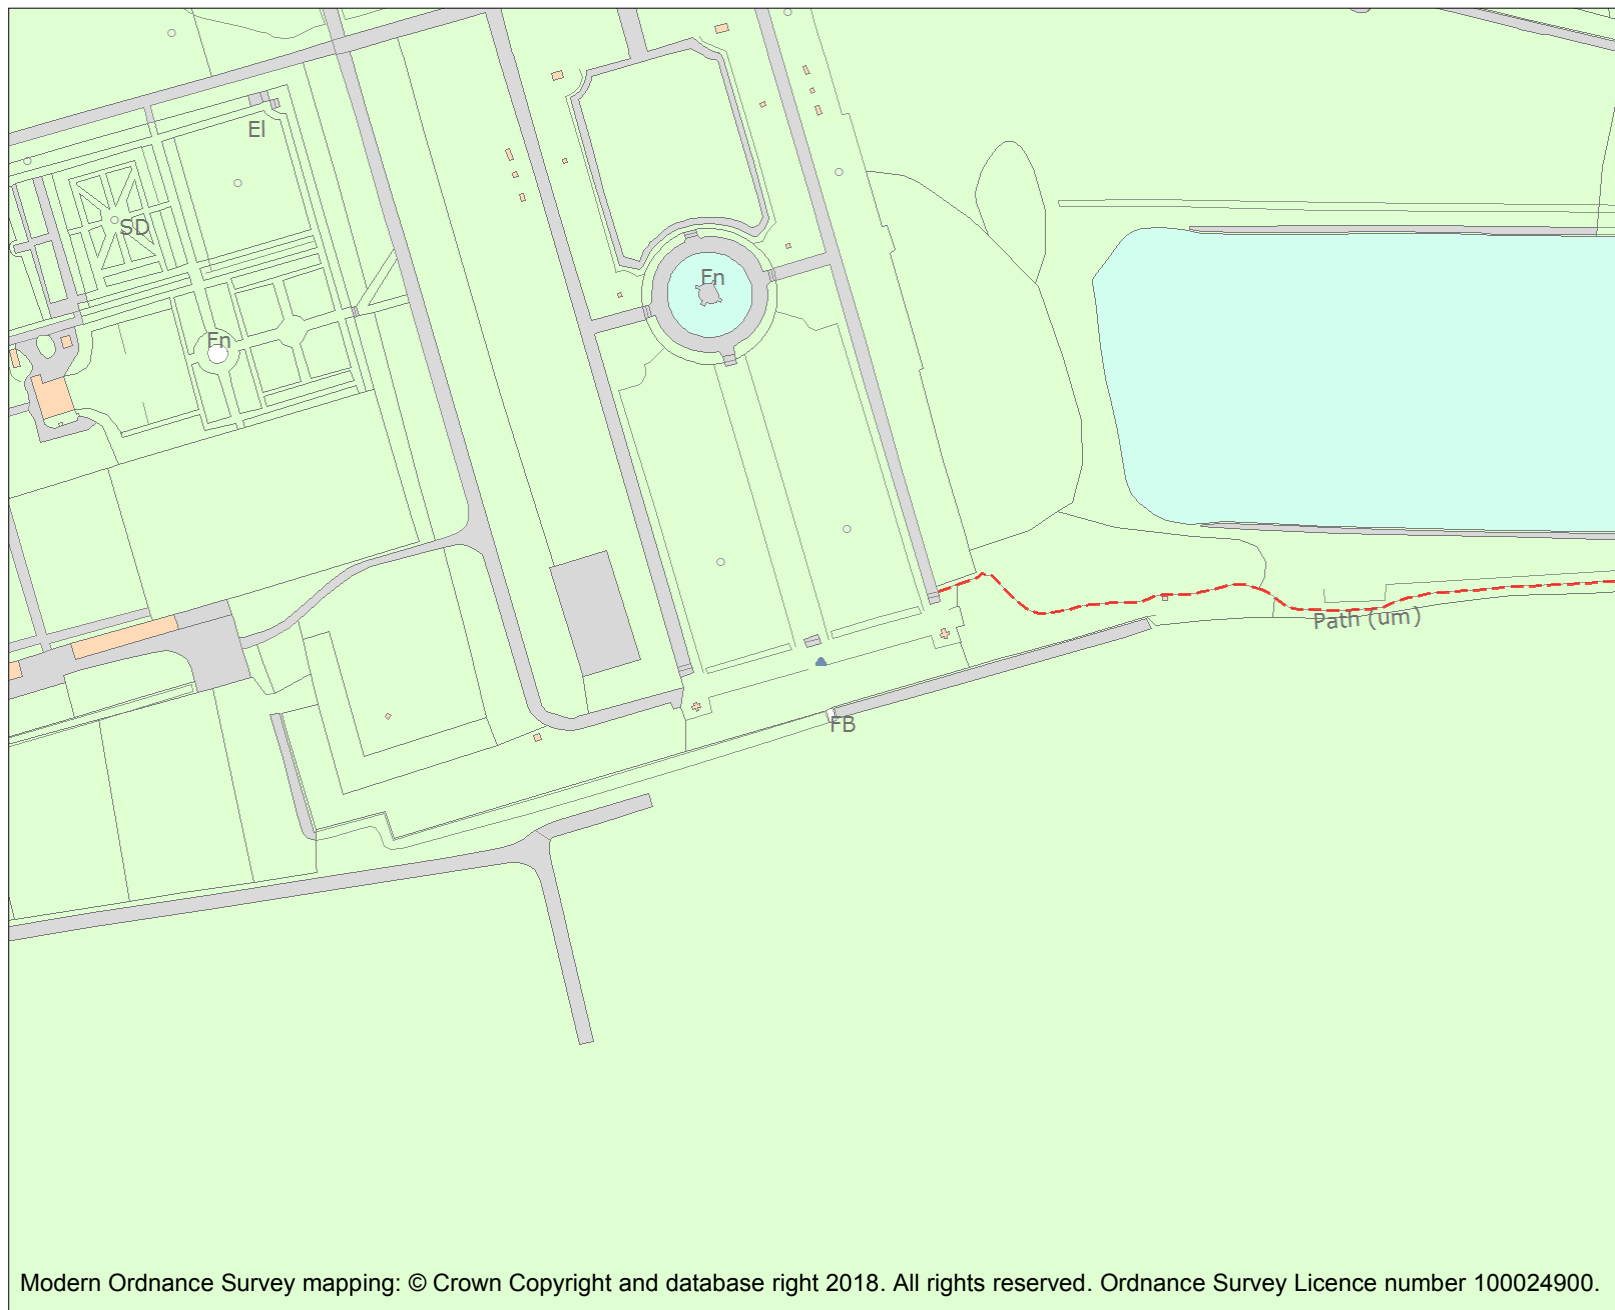 El
SD
Fn
Fn
Path (um)
FB
Modern Ordnance Survey mapping: © Crown Copyright and database right 2018. All rights reserved. Ordnance Survey Licence number 100024900.